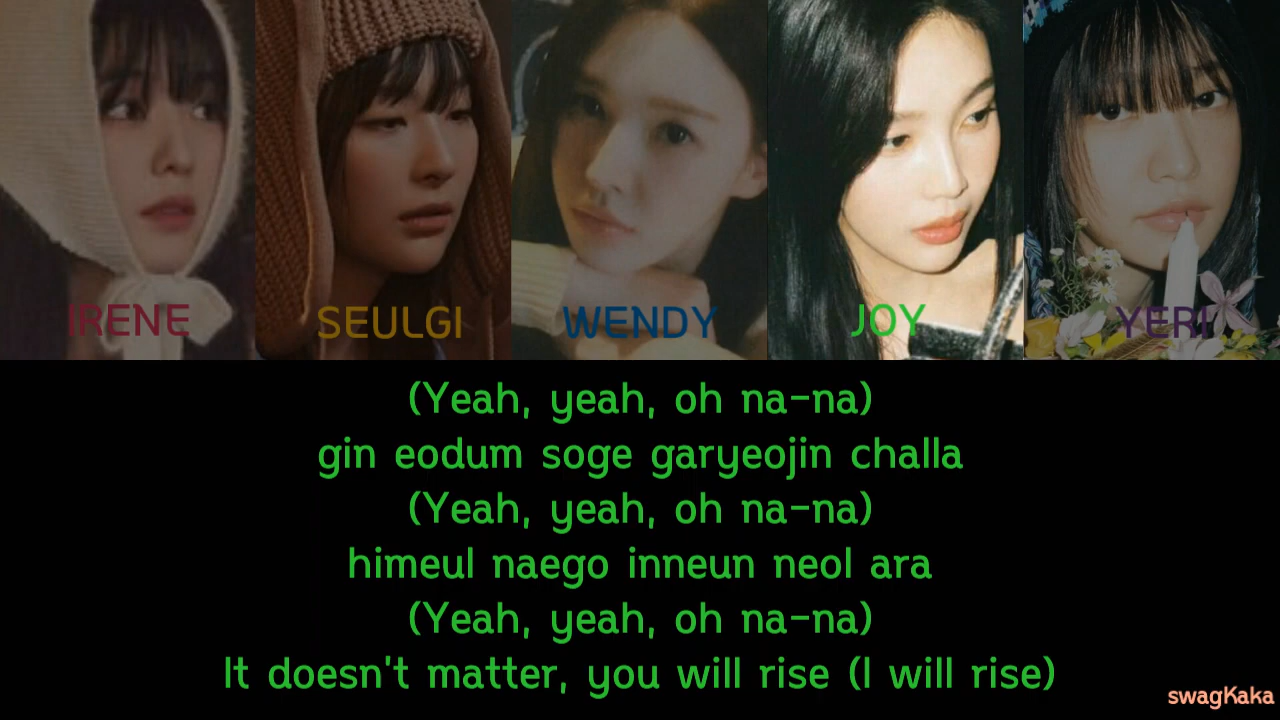 IRENE
SEULGI
WENDY
JOY
YERI
(Yeah, yeah, oh na-na)
gin eodum soge garyeojin challa
(Yeah, yeah, oh na-na)
himeul naego inneun neol ara
(Yeah, yeah, oh na-na)
It doesn't matter, you will rise (I will rise)
swagKaka